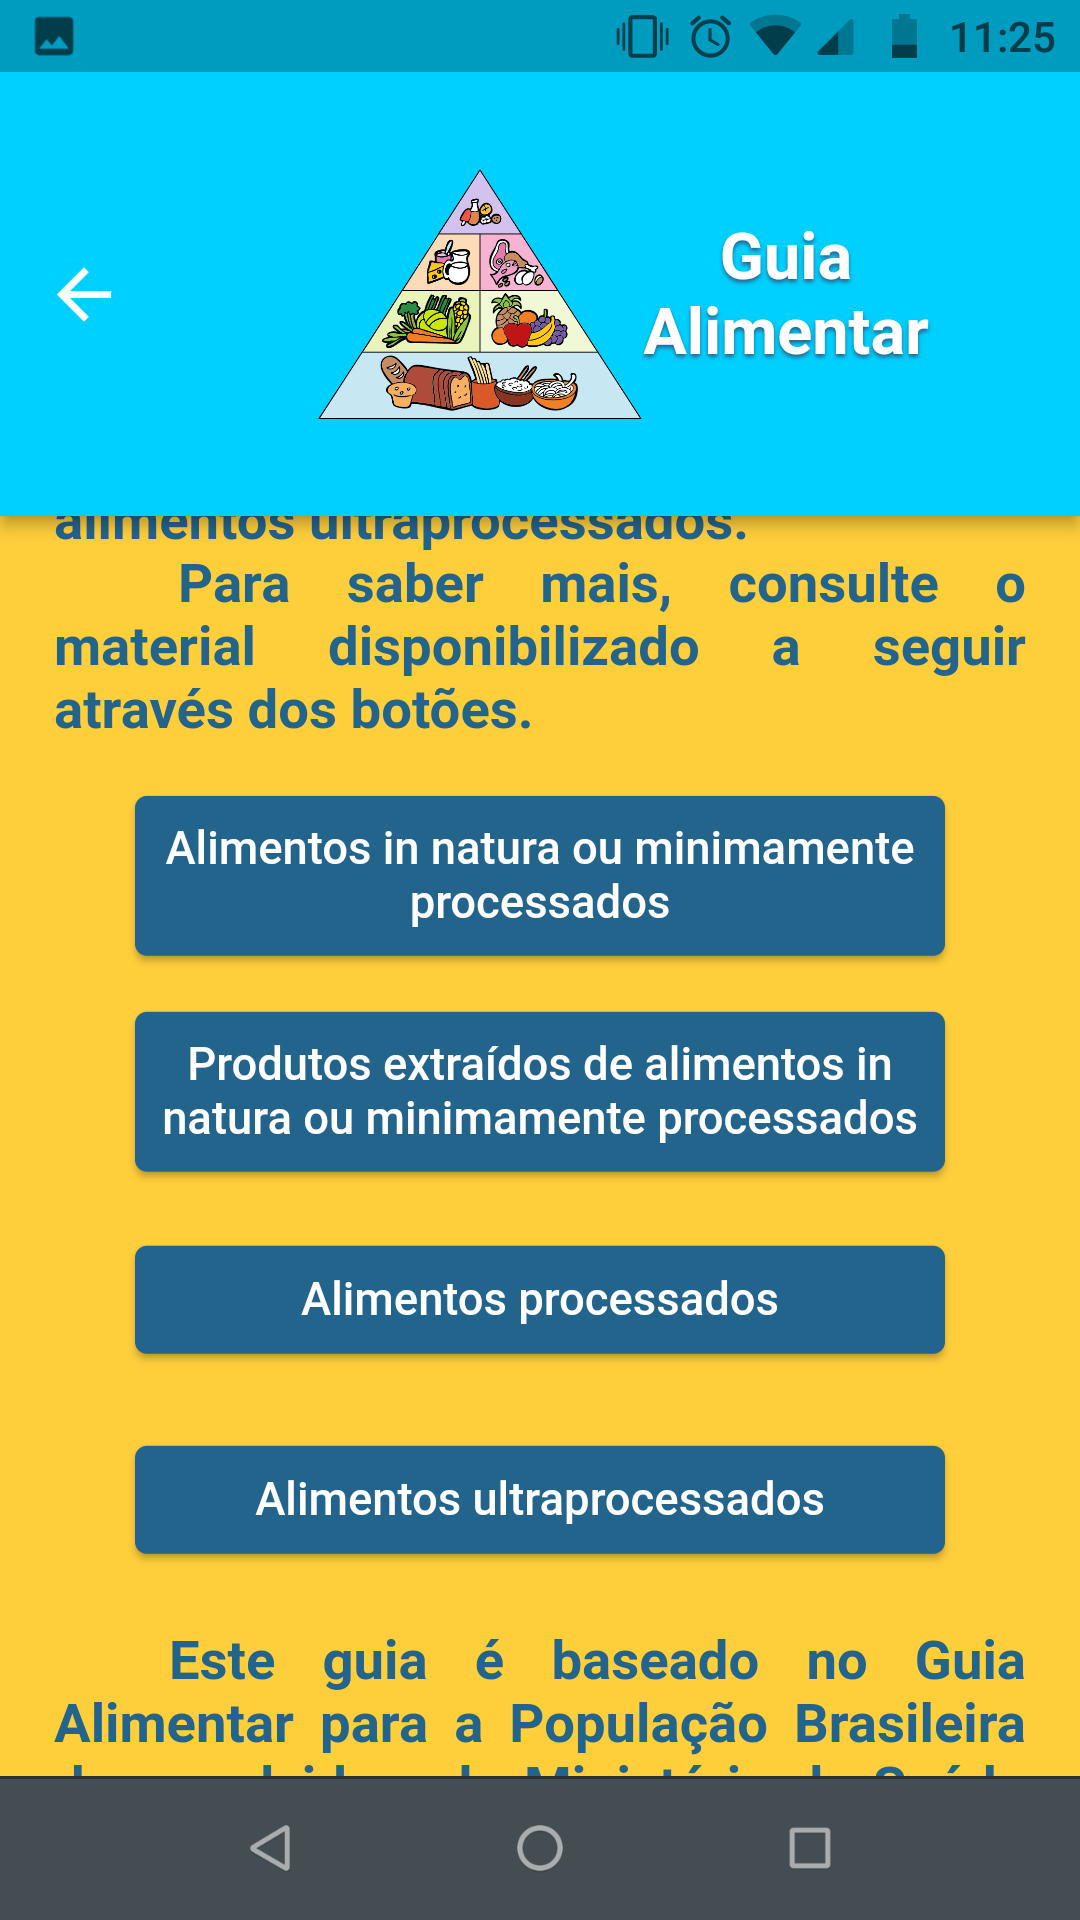 11:25
Guia
Alimentar
alimentos ultraprocessados.
Para saber mais, consulte o
material disponibilizado a seguir
através dos botões.
Alimentos in natura ou minimamente
processados
Produtos extraídos de alimentos in
natura ou minimamente processados
Alimentos processados
Alimentos ultraprocessados
Este guia é baseado no Guia
Alimentar para a População Brasileira